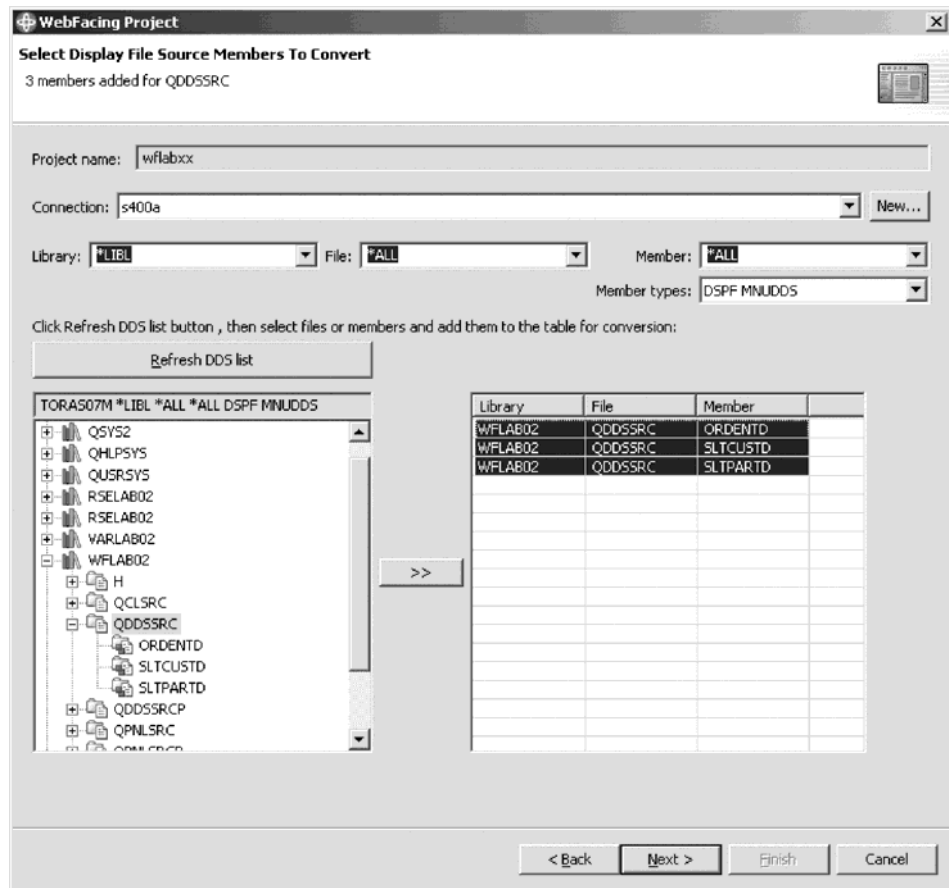 WebFacing Project
Select Display File Source Members To Convert
3 members added for QDDSSRC
Project name: wflabxx
Connection: s400a New...
Library: *LIBL File: *ALL Member: *ALL
Member types: DSPF MNUDDS
Click Refresh DDS list button , then select files or members and add them to the table for conversion:
Refresh DDS list
TORAS07M *LIBL *ALL *ALL DSPF MNUDDS
QSYS2
QHLPSYS
QUSRSYS
RSELAB02
RSELAB02
VARLAB02
WFLAB02
H
QCLSRC
QDDSSRC
ORDENTD
SLTCUSTD
SLTPARTD
QDDSSRCP
QPNLSRC
>>
Library File Member
WFLAB02 QDDSSRC ORDENTD
WFLAB02 QDDSSRC SLTCUSTD
WFLAB02 QDDSSRC SLTPARTD
< Back Next > Finish Cancel